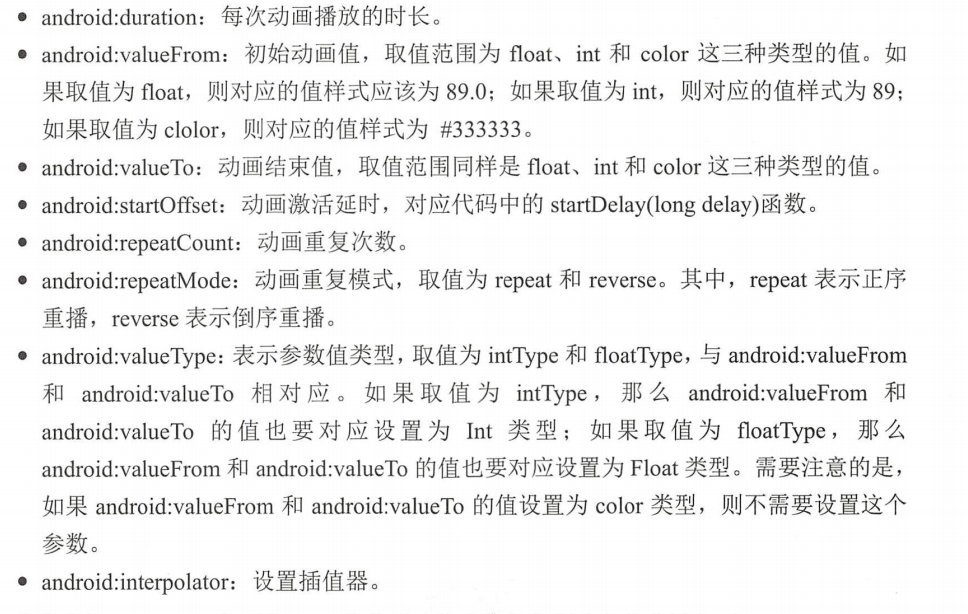 • android:duration：每次动画播放的时长。
• android:valueFrom：初始动画值，取值范围为 float、int 和 color 这三种类型的值。如
果取值为 float，则对应的值样式应该为 89.0；如果取值为 int，则对应的值样式为 89；
如果取值为 clolor，则对应的值样式为 #333333。
• android:valueTo：动画结束值，取值范围同样是 float、int 和 color 这三种类型的值。
• android:startOffset：动画激活延时，对应代码中的 startDelay(long delay)函数。
• android:repeatCount：动画重复次数。
• android:repeatMode：动画重复模式，取值为 repeat 和 reverse。其中，repeat 表示正序
重播，reverse 表示倒序重播。
• android:valueType：表示参数值类型，取值为 intType 和 floatType，与 android:valueFrom
和 android:valueTo 相对应。如果取值为 intType，那么 android:valueFrom 和
android:valueTo 的值也要对应设置为 Int 类型；如果取值为 floatType，那么
android:valueFrom 和 android:valueTo 的值也要对应设置为 Float 类型。需要注意的是，
如果 android:valueFrom 和 android:valueTo 的值设置为 color 类型，则不需要设置这个
参数。
• android:interpolator：设置插值器。